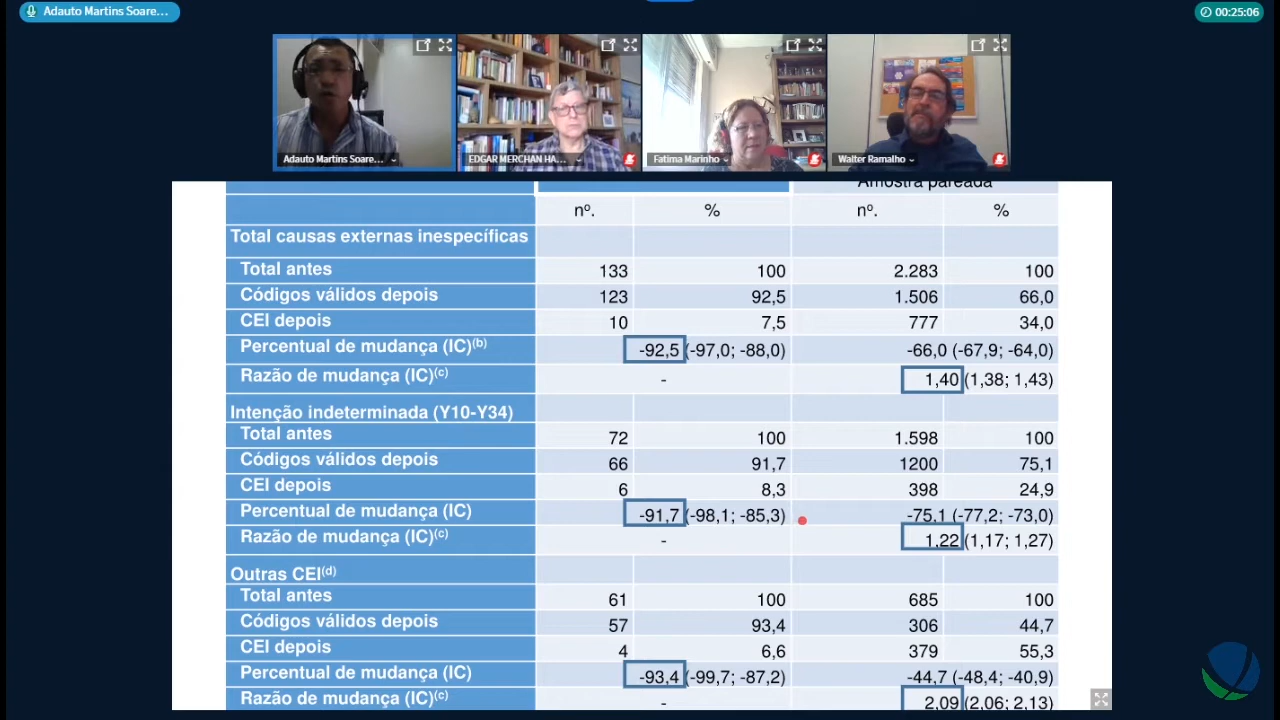 Adauto Martins Soare...
00:25:06
Adauto Martins Soare...
EDGAR MERCHAN HA...
Fatima Marinho
Walter Ramalho
Amostra pareada
nº. % nº. %
Total causas externas inespecíficas
Total antes 133 100 2.283 100
Códigos válidos depois 123 92,5 1.506 66,0
CEI depois 10 7,5 777 34,0
Percentual de mudança (IC)(b) -92,5 (-97,0; -88,0) -66,0 (-67,9; -64,0)
Razão de mudança (IC)(c) - 1,40 (1,38; 1,43)
Intenção indeterminada (Y10-Y34)
Total antes 72 100 1.598 100
Códigos válidos depois 66 91,7 1200 75,1
CEI depois 6 8,3 398 24,9
Percentual de mudança (IC) -91,7 (-98,1; -85,3) -75,1 (-77,2; -73,0)
Razão de mudança (IC)(c) - 1,22 (1,17; 1,27)
Outras CEI(d)
Total antes 61 100 685 100
Códigos válidos depois 57 93,4 306 44,7
CEI depois 4 6,6 379 55,3
Percentual de mudança (IC) -93,4 (-99,7; -87,2) -44,7 (-48,4; -40,9)
Razão de mudança (IC)(c) - 2,09 (2,06; 2,13)